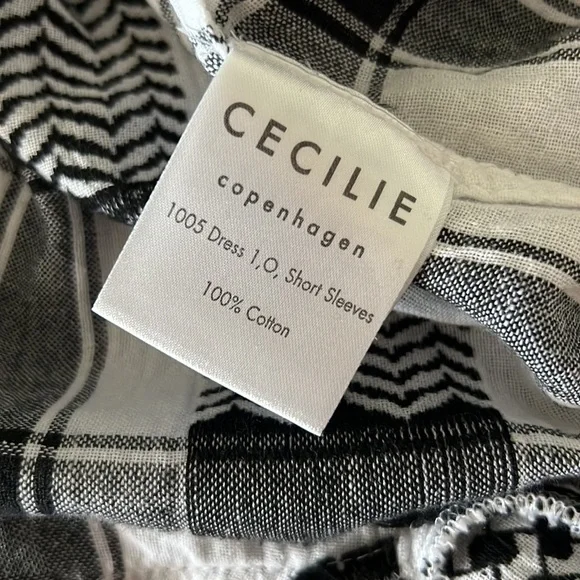 CECILIE
copenhagen
1005 Dress 1,O, Short Sleeves
100% Cotton